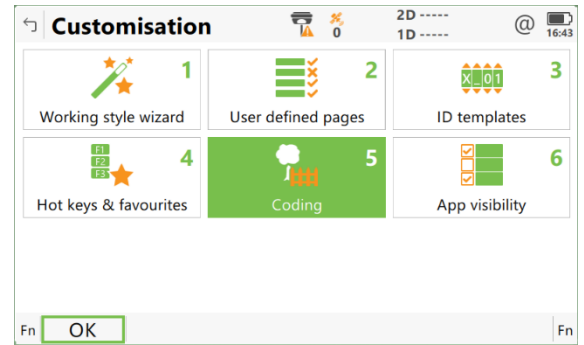 Customisation
0
2D -----
1D -----
@
16:43
1
Working style wizard
2
User defined pages
X_01
3
ID templates
F1
F2
F3
4
Hot keys & favourites
5
Coding
6
App visibility
Fn
OK
Fn